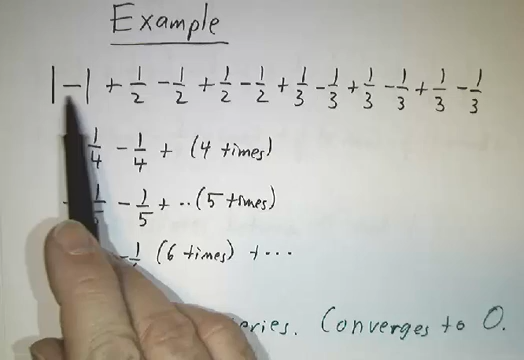 Example
1 - 1 + 1/2 - 1/2 + 1/2 - 1/2 + 1/3 - 1/3 + 1/3 - 1/3 + 1/3 - 1/3
1/4 - 1/4 + (4 times)
- 1/5 + ·· (5 times)
(6 times) + ···
Converges to 0.